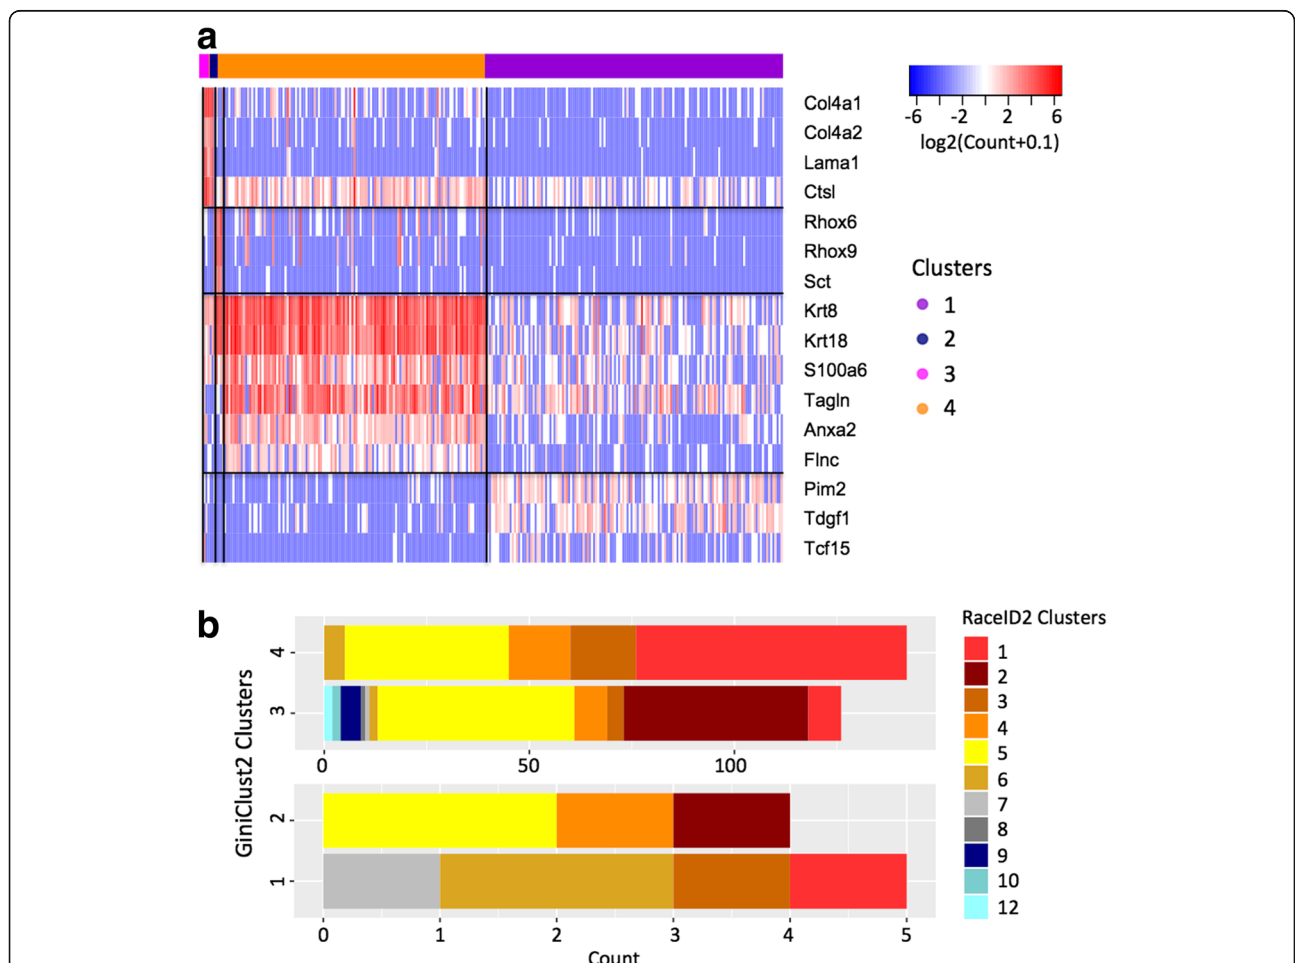 a
Col4a1
Col4a2
Lama1
Ctsl
Rhox6
Rhox9
Sct
Krt8
Krt18
S100a6
Tagln
Anxa2
Flnc
Pim2
Tdgf1
Tcf15
-6 -2 2 6
log2(Count+0.1)
Clusters
1
2
3
4
b
GiniClust2 Clusters
4
3
0 50 100
2
1
0 1 2 3 4 5
Count
RaceID2 Clusters
1
2
3
4
5
6
7
8
9
10
12